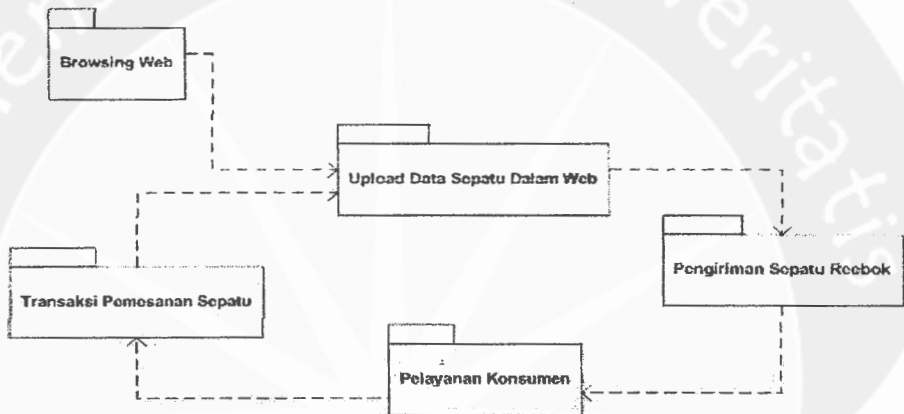 Browsing Web
Upload Data Sepatu Dalam Web
Pengiriman Sepatu Reebok
Transaksi Pemesanan Sepatu
Pelayanan Konsumen